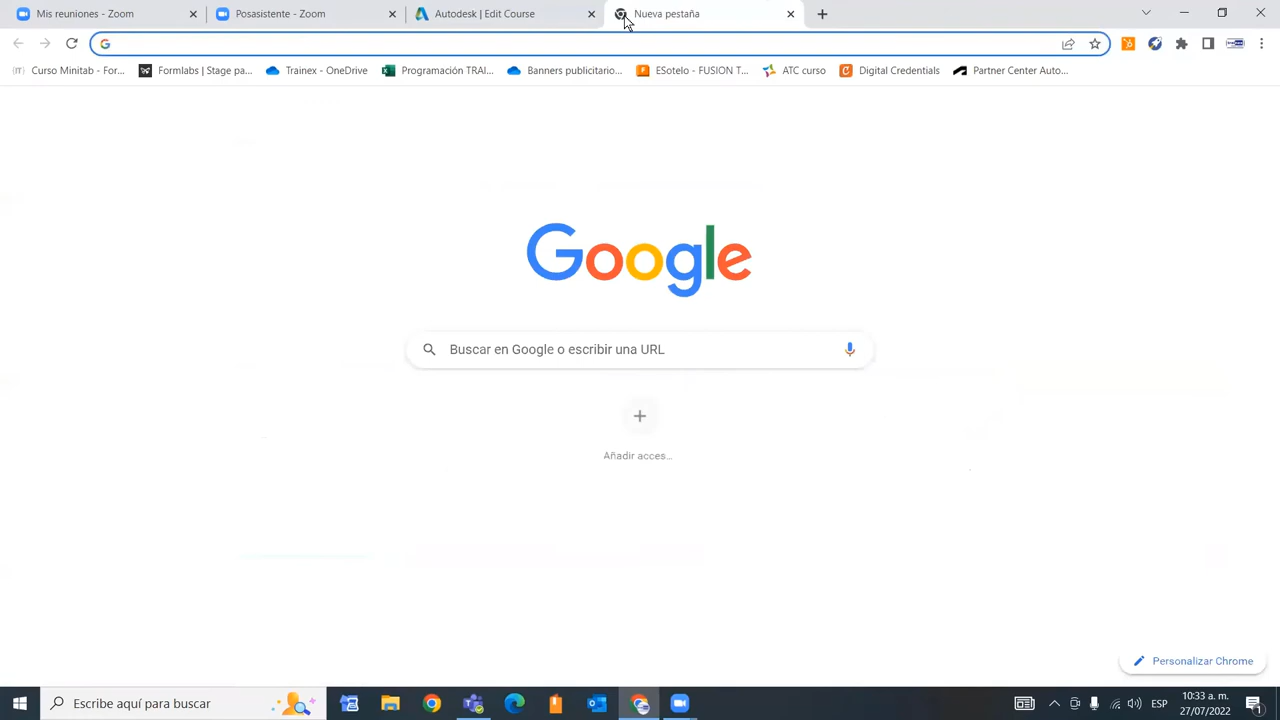 Mis reuniones - Zoom
Posasistente - Zoom
Autodesk | Edit Course
Nueva pestaña
Curso Minitab - For...
Formlabs | Stage pa...
Trainex - OneDrive
Programación TRAI...
Banners publicitario...
ESotelo - FUSION T...
ATC curso
Digital Credentials
Partner Center Auto...
Google
Buscar en Google o escribir una URL
Añadir acces...
Personalizar Chrome
Escribe aquí para buscar
ESP
10:33 a. m.
27/07/2022
1